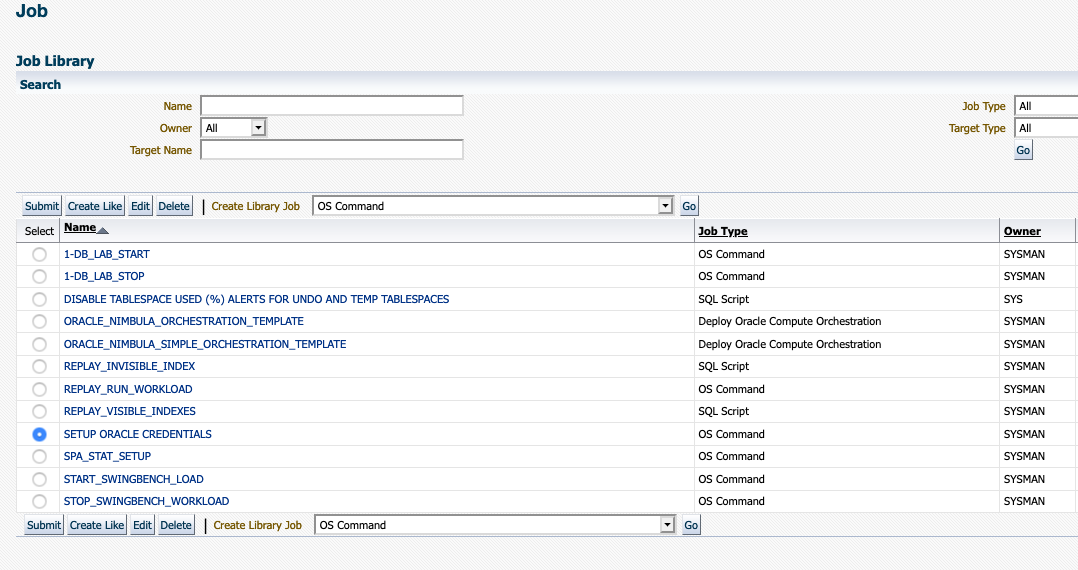 Job
Job Library
Search
Name Job Type All
Owner All Target Type All
Target Name Go
Submit Create Like Edit Delete | Create Library Job OS Command Go
Select Name Job Type Owner
1-DB_LAB_START OS Command SYSMAN
1-DB_LAB_STOP OS Command SYSMAN
DISABLE TABLESPACE USED (%) ALERTS FOR UNDO AND TEMP TABLESPACES SQL Script SYS
ORACLE_NIMBULA_ORCHESTRATION_TEMPLATE Deploy Oracle Compute Orchestration SYSMAN
ORACLE_NIMBULA_SIMPLE_ORCHESTRATION_TEMPLATE Deploy Oracle Compute Orchestration SYSMAN
REPLAY_INVISIBLE_INDEX SQL Script SYSMAN
REPLAY_RUN_WORKLOAD OS Command SYSMAN
REPLAY_VISIBLE_INDEXES SQL Script SYSMAN
SETUP ORACLE CREDENTIALS OS Command SYSMAN
SPA_STAT_SETUP OS Command SYSMAN
START_SWINGBENCH_LOAD OS Command SYSMAN
STOP_SWINGBENCH_WORKLOAD OS Command SYSMAN
Submit Create Like Edit Delete | Create Library Job OS Command Go